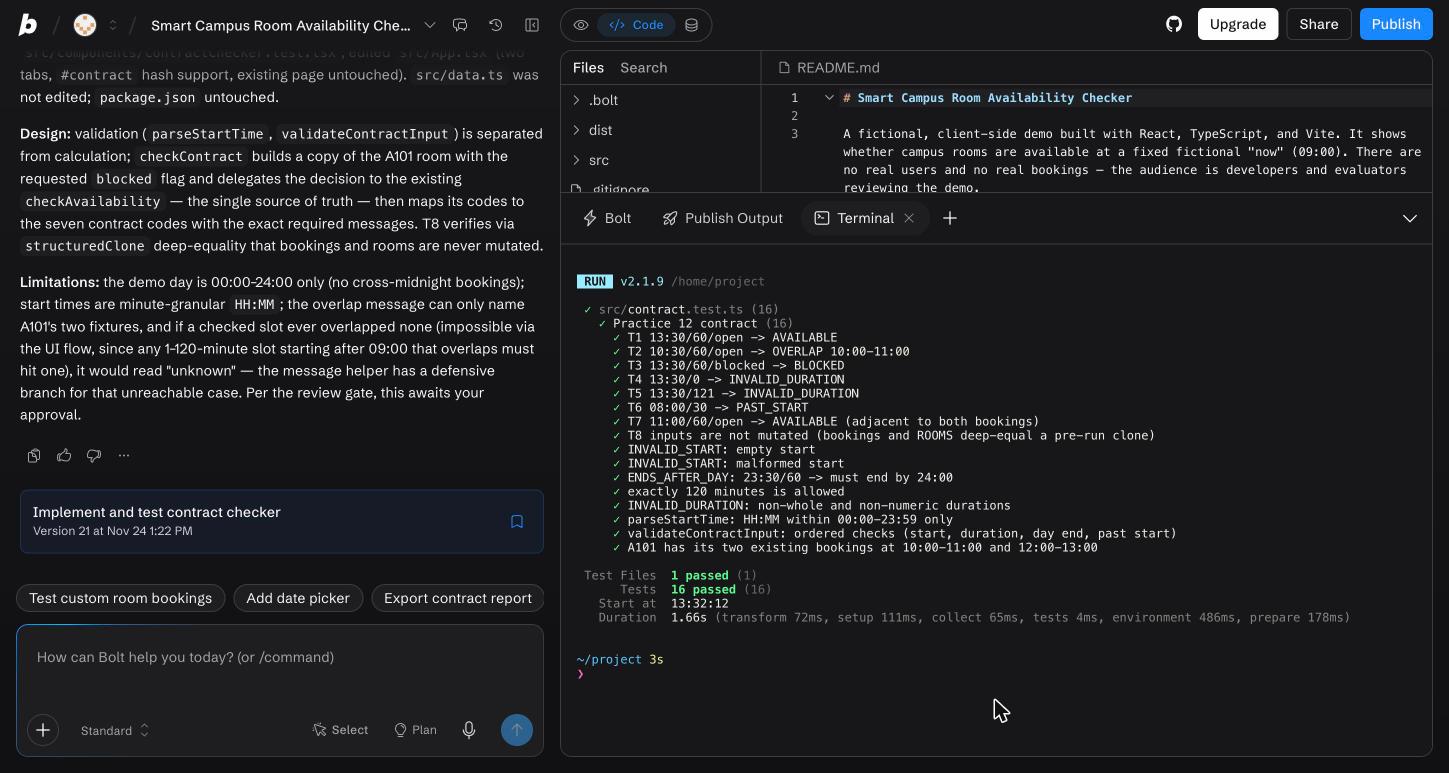 b / / Smart Campus Room Availability Che...
Code
Upgrade
Share
Publish
src/components/ContractChecker.test.tsx, edited src/App.tsx (two
tabs, #contract hash support, existing page untouched). src/data.ts was
not edited; package.json untouched.
Design: validation ( parseStartTime , validateContractInput ) is separated
from calculation; checkContract builds a copy of the A101 room with the
requested blocked flag and delegates the decision to the existing
checkAvailability — the single source of truth — then maps its codes to
the seven contract codes with the exact required messages. T8 verifies via
structuredClone deep-equality that bookings and rooms are never mutated.
Limitations: the demo day is 00:00–24:00 only (no cross-midnight bookings);
start times are minute-granular HH:MM ; the overlap message can only name
A101's two fixtures, and if a checked slot ever overlapped none (impossible via
the UI flow, since any 1–120-minute slot starting after 09:00 that overlaps must
hit one), it would read "unknown" — the message helper has a defensive
branch for that unreachable case. Per the review gate, this awaits your
approval.
Implement and test contract checker
Version 21 at Nov 24 1:22 PM
Test custom room bookings
Add date picker
Export contract report
How can Bolt help you today? (or /command)
Standard
Select
Plan
Files
Search
.bolt
dist
src
.gitignore
README.md
1 # Smart Campus Room Availability Checker
2
3 A fictional, client-side demo built with React, TypeScript, and Vite. It shows
whether campus rooms are available at a fixed fictional "now" (09:00). There are
no real users and no real bookings — the audience is developers and evaluators
reviewing the demo.
Bolt
Publish Output
Terminal
RUN v2.1.9 /home/project
✓ src/contract.test.ts (16)
✓ Practice 12 contract (16)
✓ T1 13:30/60/open -> AVAILABLE
✓ T2 10:30/60/open -> OVERLAP 10:00-11:00
✓ T3 13:30/60/blocked -> BLOCKED
✓ T4 13:30/0 -> INVALID_DURATION
✓ T5 13:30/121 -> INVALID_DURATION
✓ T6 08:00/30 -> PAST_START
✓ T7 11:00/60/open -> AVAILABLE (adjacent to both bookings)
✓ T8 inputs are not mutated (bookings and ROOMS deep-equal a pre-run clone)
✓ INVALID_START: empty start
✓ INVALID_START: malformed start
✓ ENDS_AFTER_DAY: 23:30/60 -> must end by 24:00
✓ exactly 120 minutes is allowed
✓ INVALID_DURATION: non-whole and non-numeric durations
✓ parseStartTime: HH:MM within 00:00-23:59 only
✓ validateContractInput: ordered checks (start, duration, day end, past start)
✓ A101 has its two existing bookings at 10:00-11:00 and 12:00-13:00
Test Files 1 passed (1)
Tests 16 passed (16)
Start at 13:32:12
Duration 1.66s (transform 72ms, setup 111ms, collect 65ms, tests 4ms, environment 486ms, prepare 178ms)
~/project 3s
❯